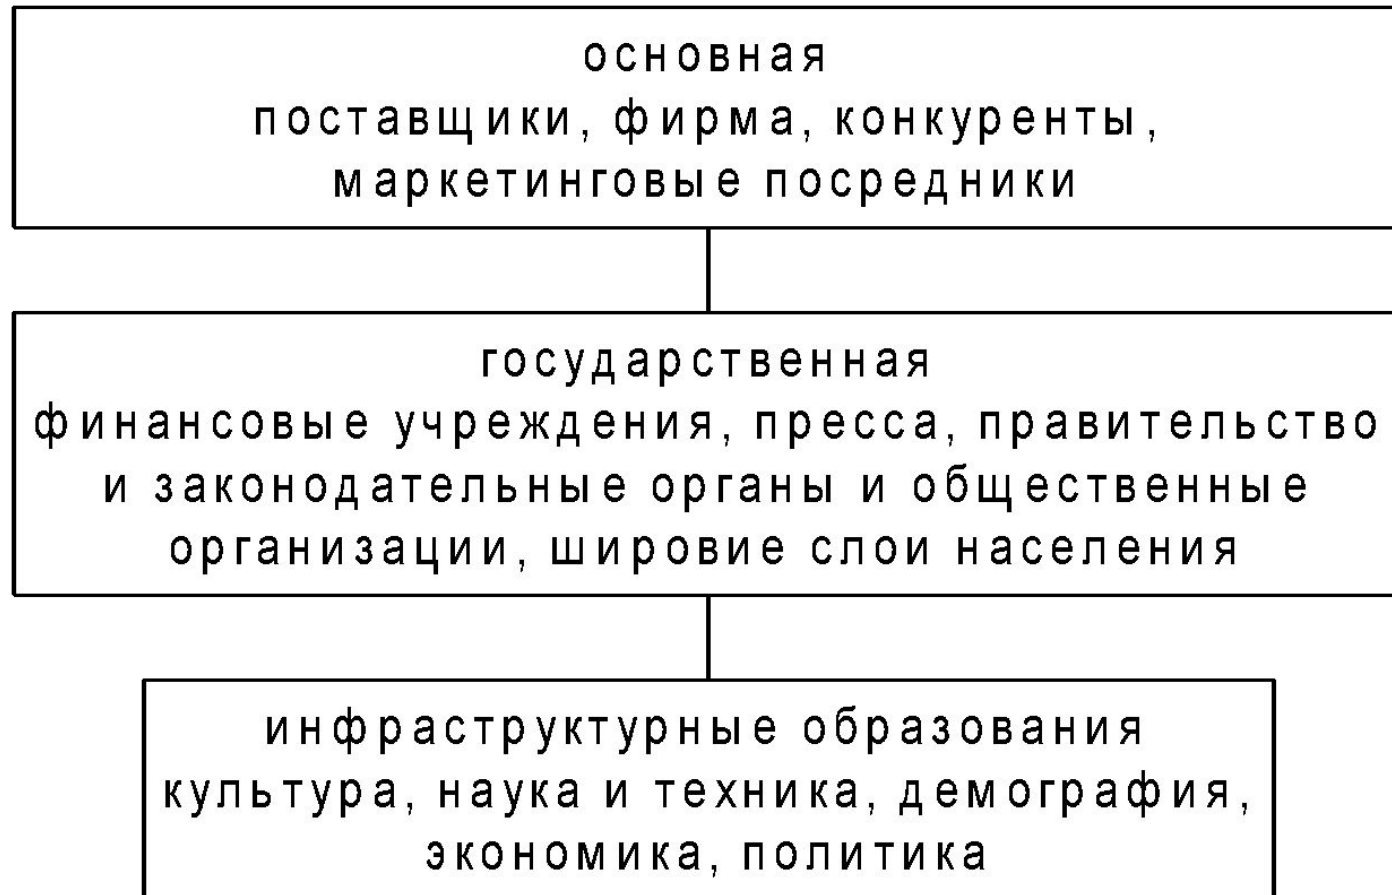 основная
поставщики, фирма, конкуренты,
маркетинговые посредники
государственная
финансовые учреждения, пресса, правительство
и законодательные органы и общественные
организации, шировие слои населения
инфраструктурные образования
культура, наука и техника, демография,
экономика, политика